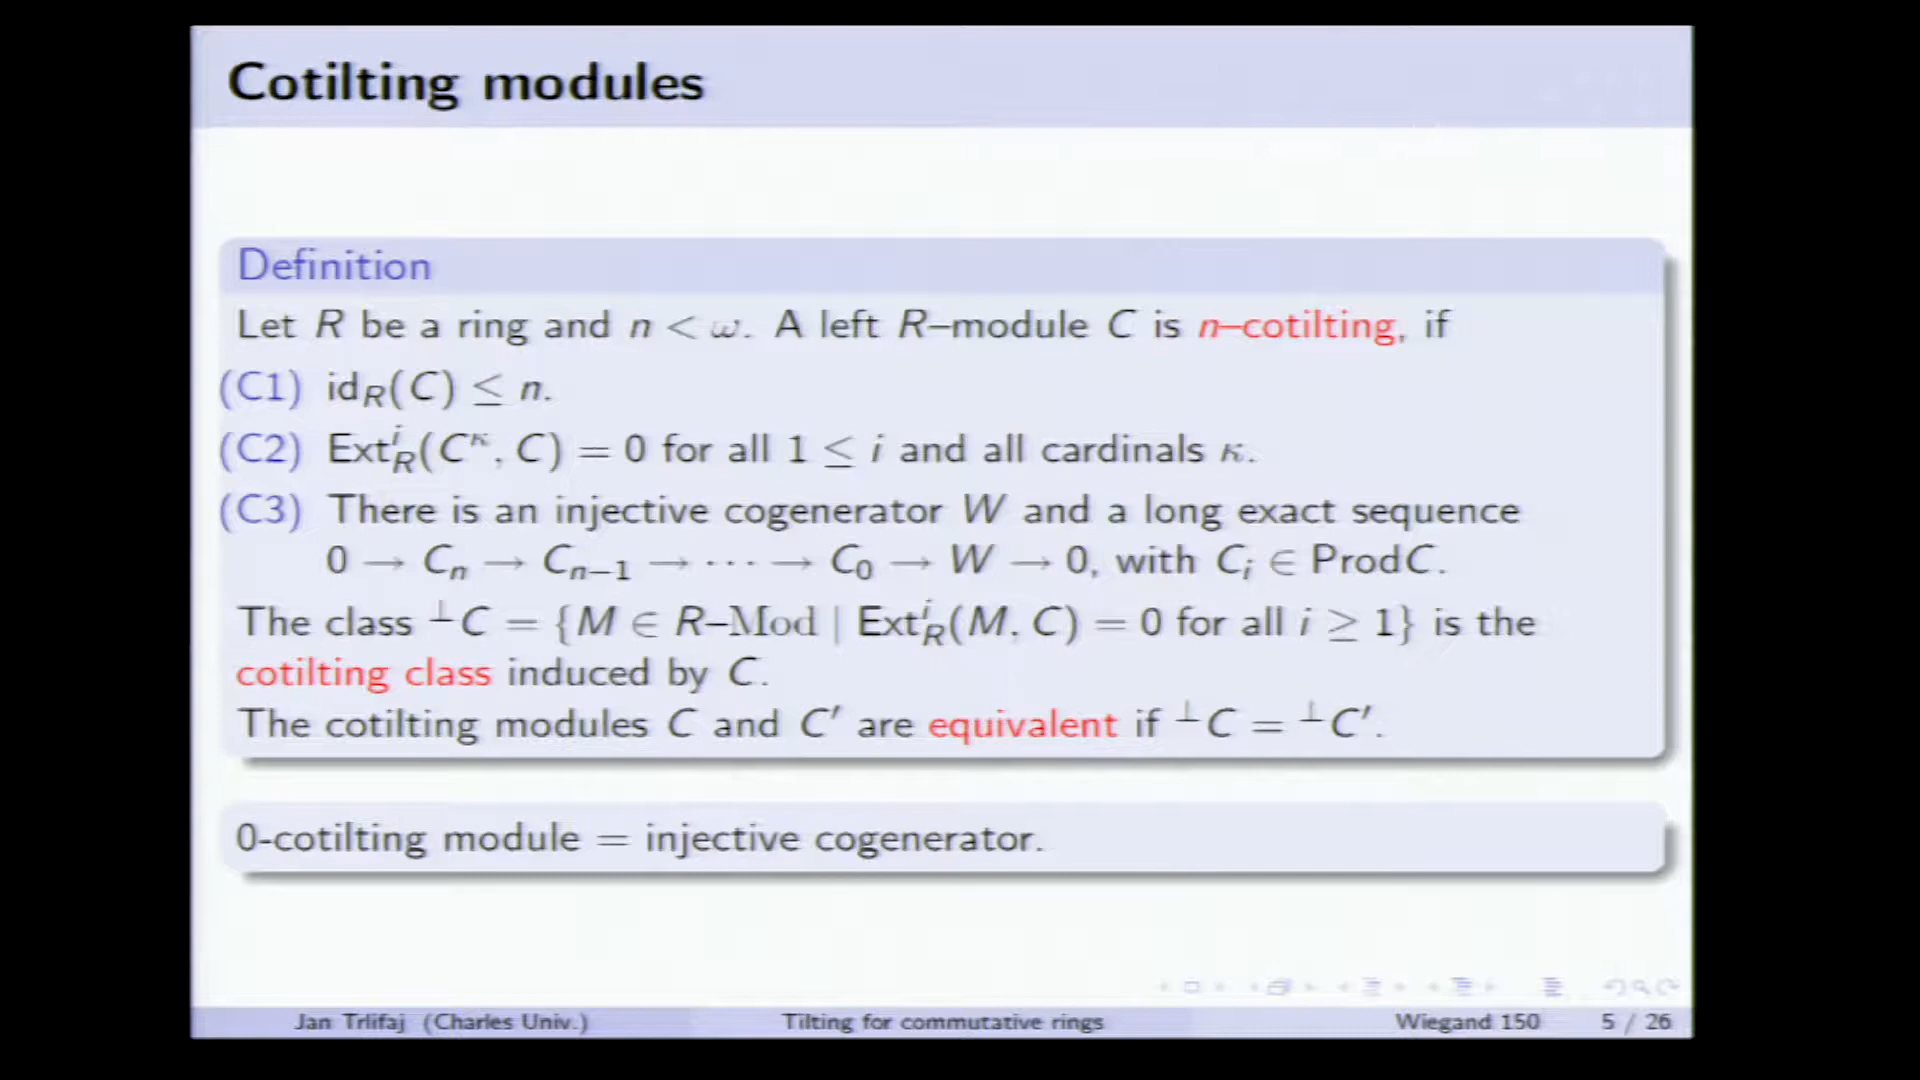 Cotilting modules
Definition
Let R be a ring and n < ω. A left R–module C is n–cotilting, if
(C1) id_R(C) ≤ n.
(C2) Ext^i_R(C^κ, C) = 0 for all 1 ≤ i and all cardinals κ.
(C3) There is an injective cogenerator W and a long exact sequence
0 → C_n → C_{n−1} → ⋯ → C_0 → W → 0, with C_i ∈ ProdC.
The class ^⊥C = {M ∈ R–Mod | Ext^i_R(M, C) = 0 for all i ≥ 1} is the
cotilting class induced by C.
The cotilting modules C and C′ are equivalent if ^⊥C = ^⊥C′.
0-cotilting module = injective cogenerator.
Jan Trlifaj (Charles Univ.) Tilting for commutative rings Wiegand 150 5 / 26